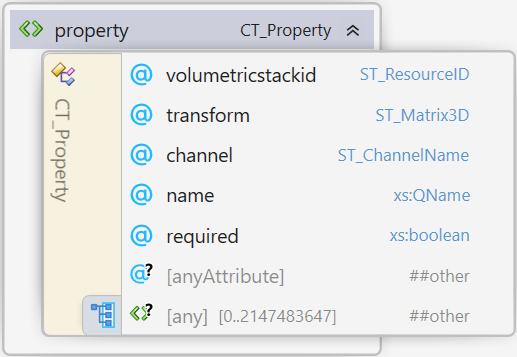 property CT_Property
CT_Property
@ volumetricstackid ST_ResourceID
@ transform ST_Matrix3D
@ channel ST_ChannelName
@ name xs:QName
@ required xs:boolean
@? [anyAttribute] ##other
<>? [any] [0..2147483647] ##other